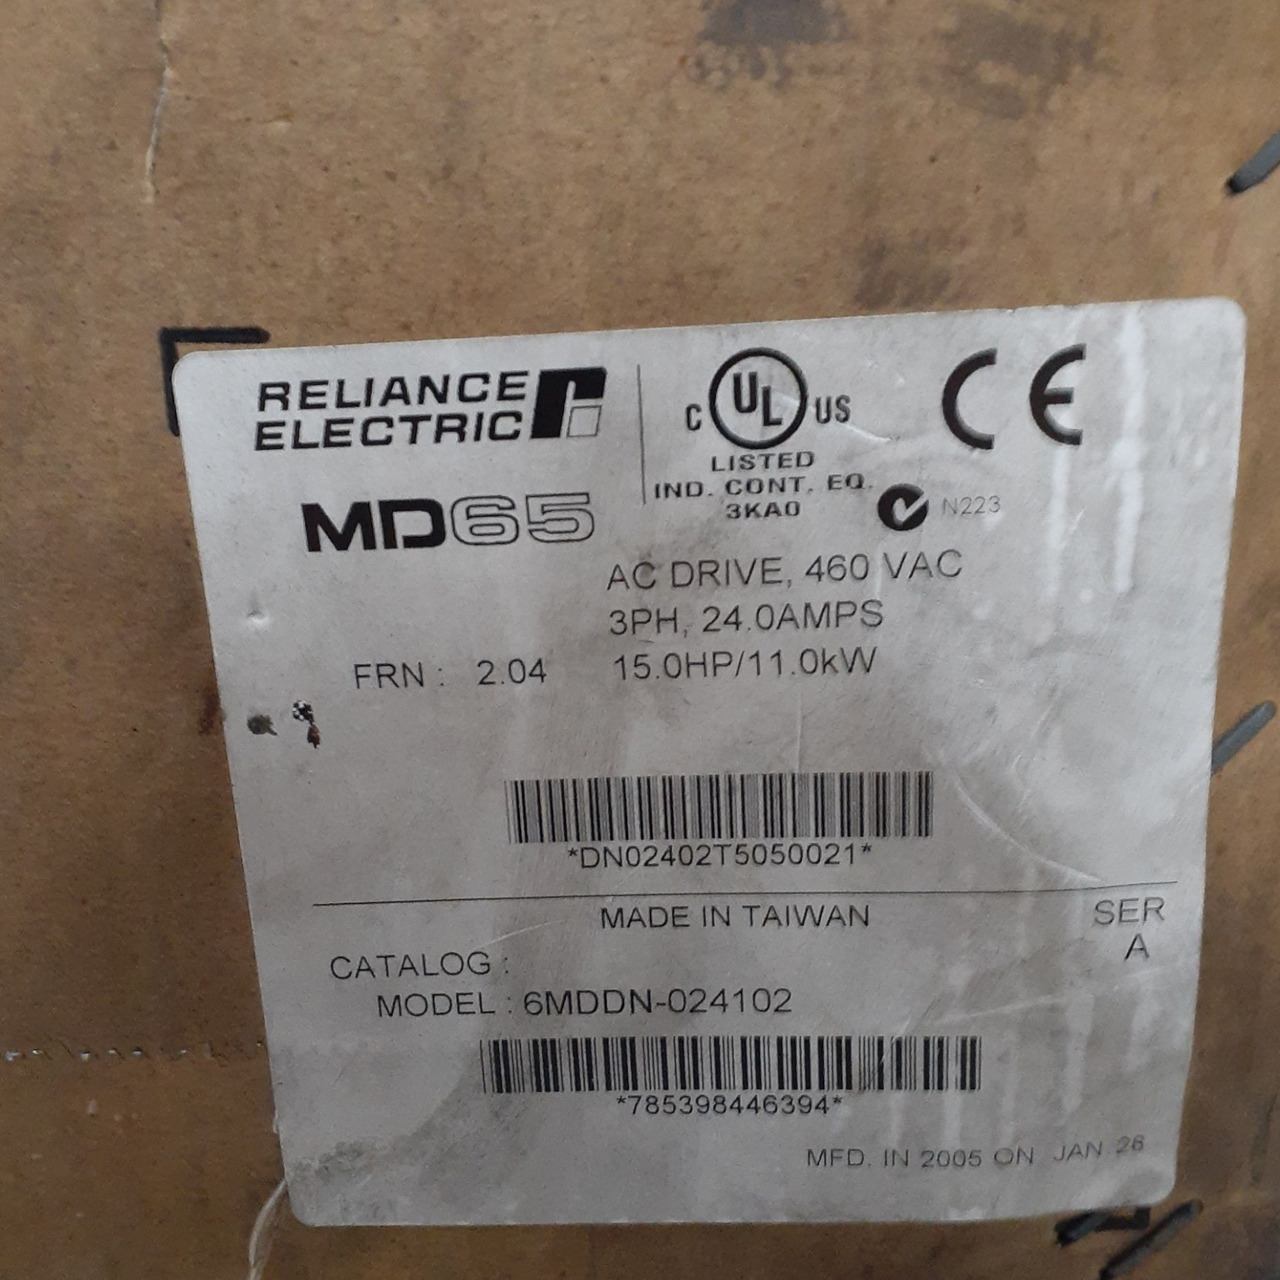 RELIANCE
ELECTRIC
MD65
C UL US
LISTED
IND. CONT. EQ.
3KA0
CE
N223
AC DRIVE, 460 VAC
3PH, 24.0AMPS
FRN : 2.04 15.0HP/11.0kW
*DN02402T5050021*
MADE IN TAIWAN
SER
A
CATALOG :
MODEL : 6MDDN-024102
*785398446394*
MFD. IN 2005 ON JAN 26